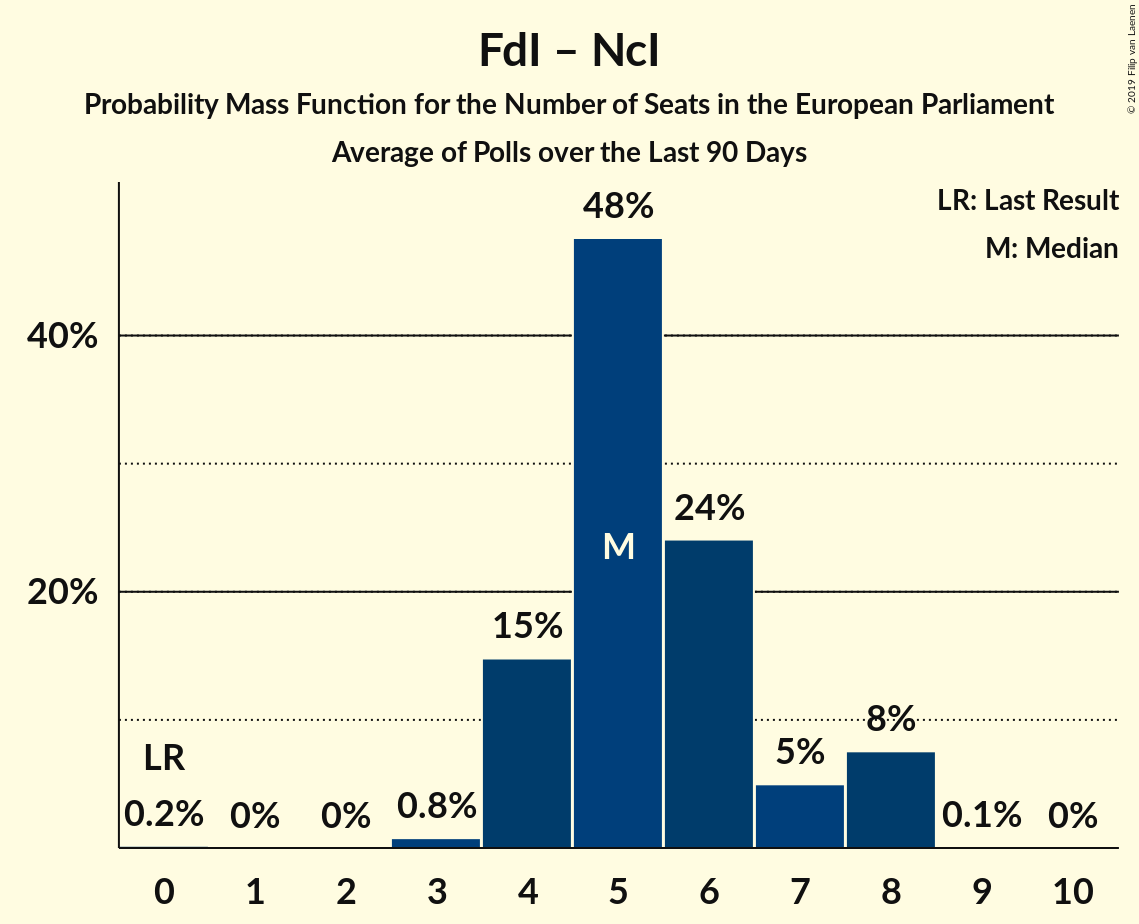 FdI – NcI
Probability Mass Function for the Number of Seats in the European Parliament
Average of Polls over the Last 90 Days
© 2019 Filip van Laenen
LR: Last Result
M: Median
48%
40%
24%
M
20%
15%
8%
5%
LR
0.2%
0%
0%
0.8%
0.1%
0%
0 1 2 3 4 5 6 7 8 9 10